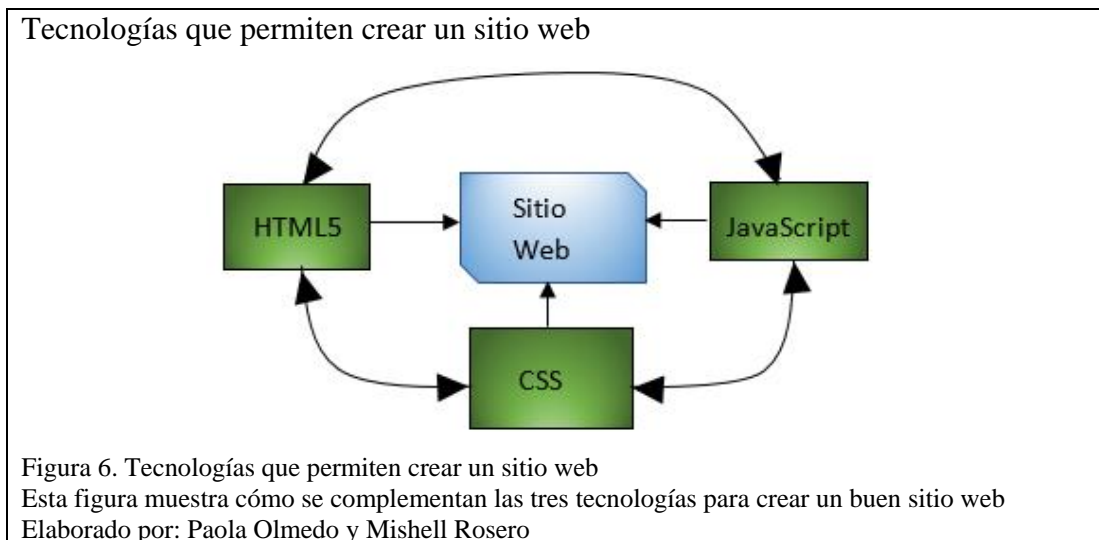 Tecnologías que permiten crear un sitio web
HTML5
Sitio
Web
JavaScript
CSS
Figura 6. Tecnologías que permiten crear un sitio web
Esta figura muestra cómo se complementan las tres tecnologías para crear un buen sitio web
Elaborado por: Paola Olmedo y Mishell Rosero